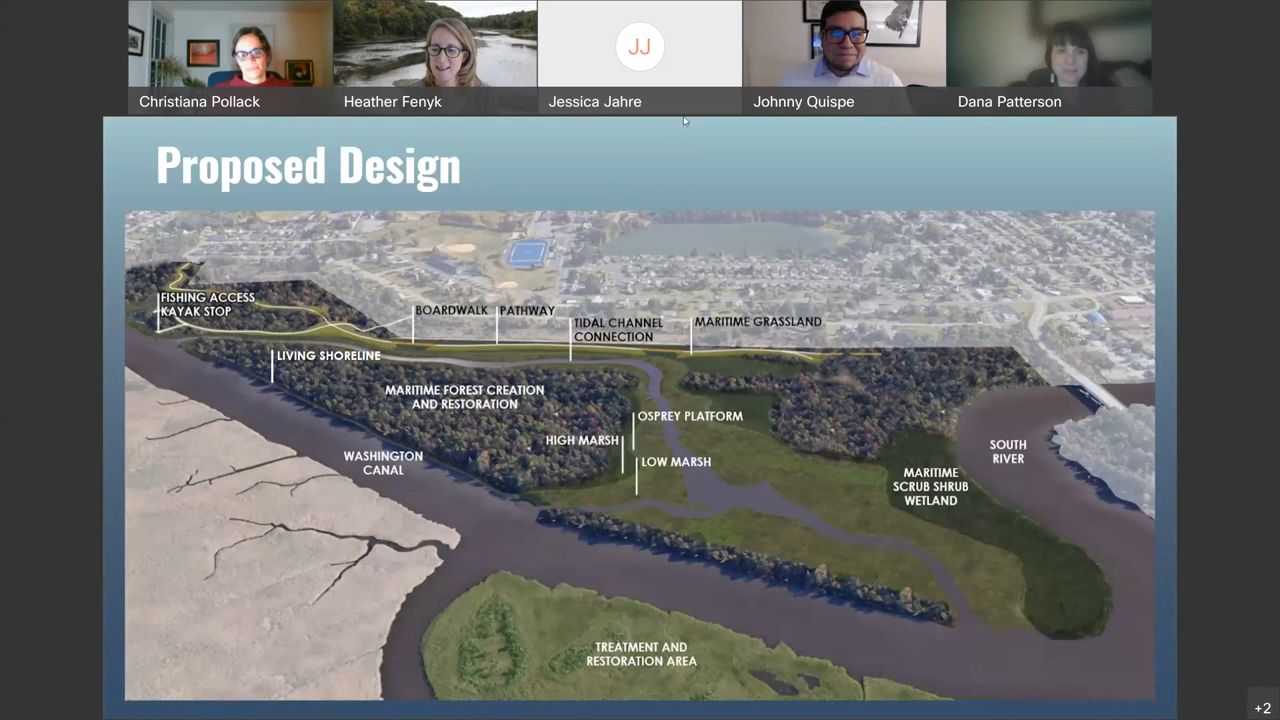 Christiana Pollack
Heather Fenyk
JJ
Jessica Jahre
Johnny Quispe
Dana Patterson
Proposed Design
FISHING ACCESS
KAYAK STOP
BOARDWALK
PATHWAY
TIDAL CHANNEL
CONNECTION
MARITIME GRASSLAND
LIVING SHORELINE
MARITIME FOREST CREATION
AND RESTORATION
OSPREY PLATFORM
HIGH MARSH
LOW MARSH
WASHINGTON
CANAL
SOUTH
RIVER
MARITIME
SCRUB SHRUB
WETLAND
TREATMENT AND
RESTORATION AREA
+2